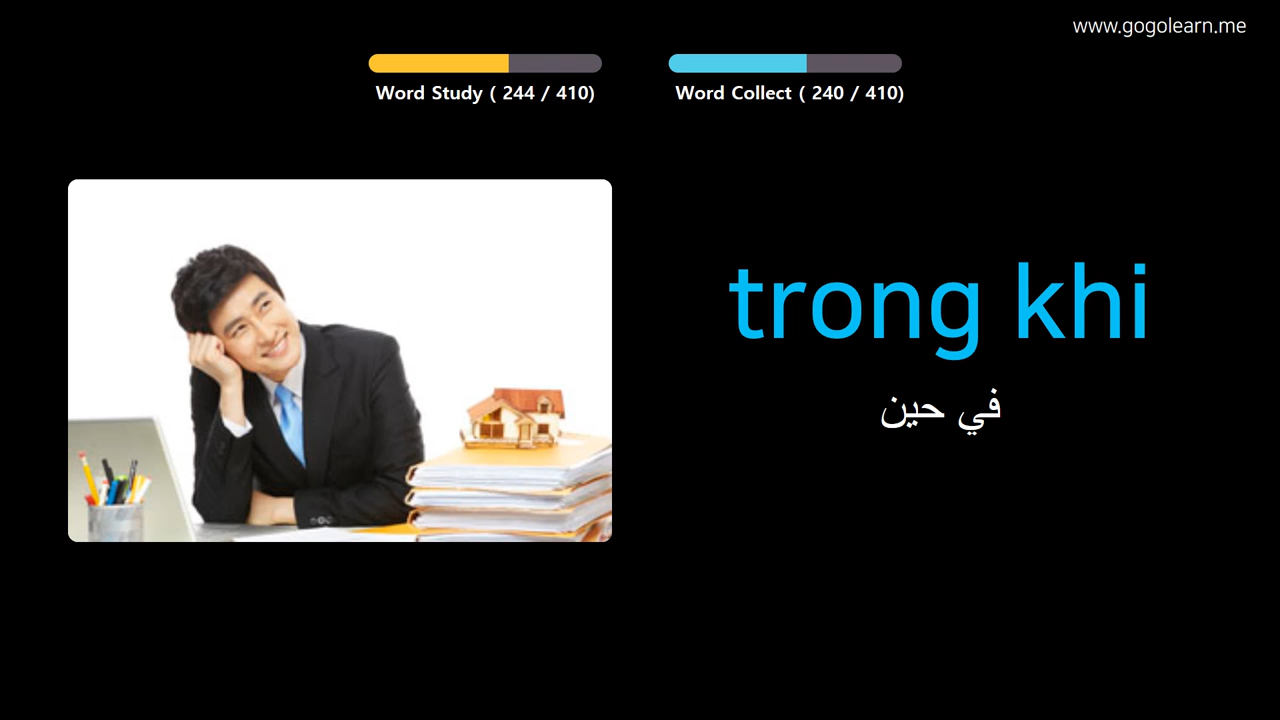 www.gogolearn.me
Word Study ( 244 / 410)
Word Collect ( 240 / 410)
trong khi
في حين